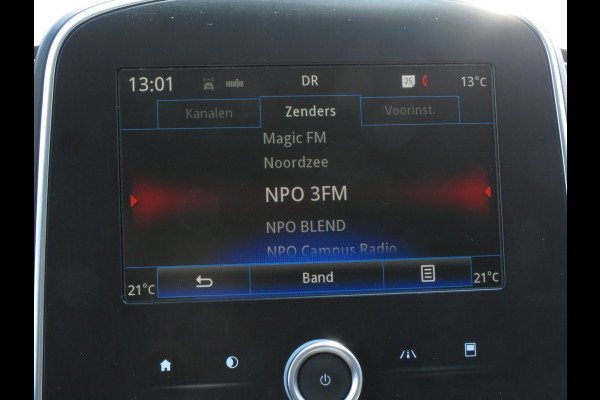 13:01 DR 25 13°C
Kanalen Zenders Voorinst.
Magic FM
Noordzee
NPO 3FM
NPO BLEND
NPO Campus Radio
21°C Band 21°C